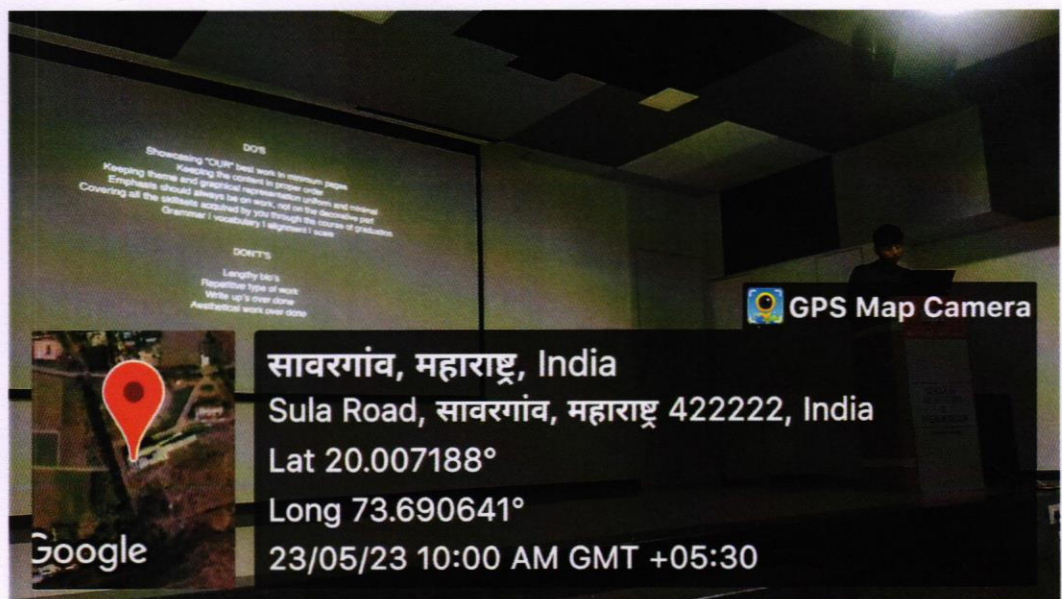 DO'S
Showcasing "OUR" best work in minimum pages
Keeping the content in proper order
Keeping theme and graphical representation uniform and minimal
Emphasis should always be on work, not on the decorative part
Covering all the skillsets acquired by you through the course of graduation
Grammar | vocabulary | alignment | scale
DON'T'S
Lengthy bio's
Repetitive type of work
Write up's over done
Aesthetical work over done
GPS Map Camera
सावरगांव, महाराष्ट्र, India
Sula Road, सावरगांव, महाराष्ट्र 422222, India
Lat 20.007188°
Long 73.690641°
23/05/23 10:00 AM GMT +05:30
Google